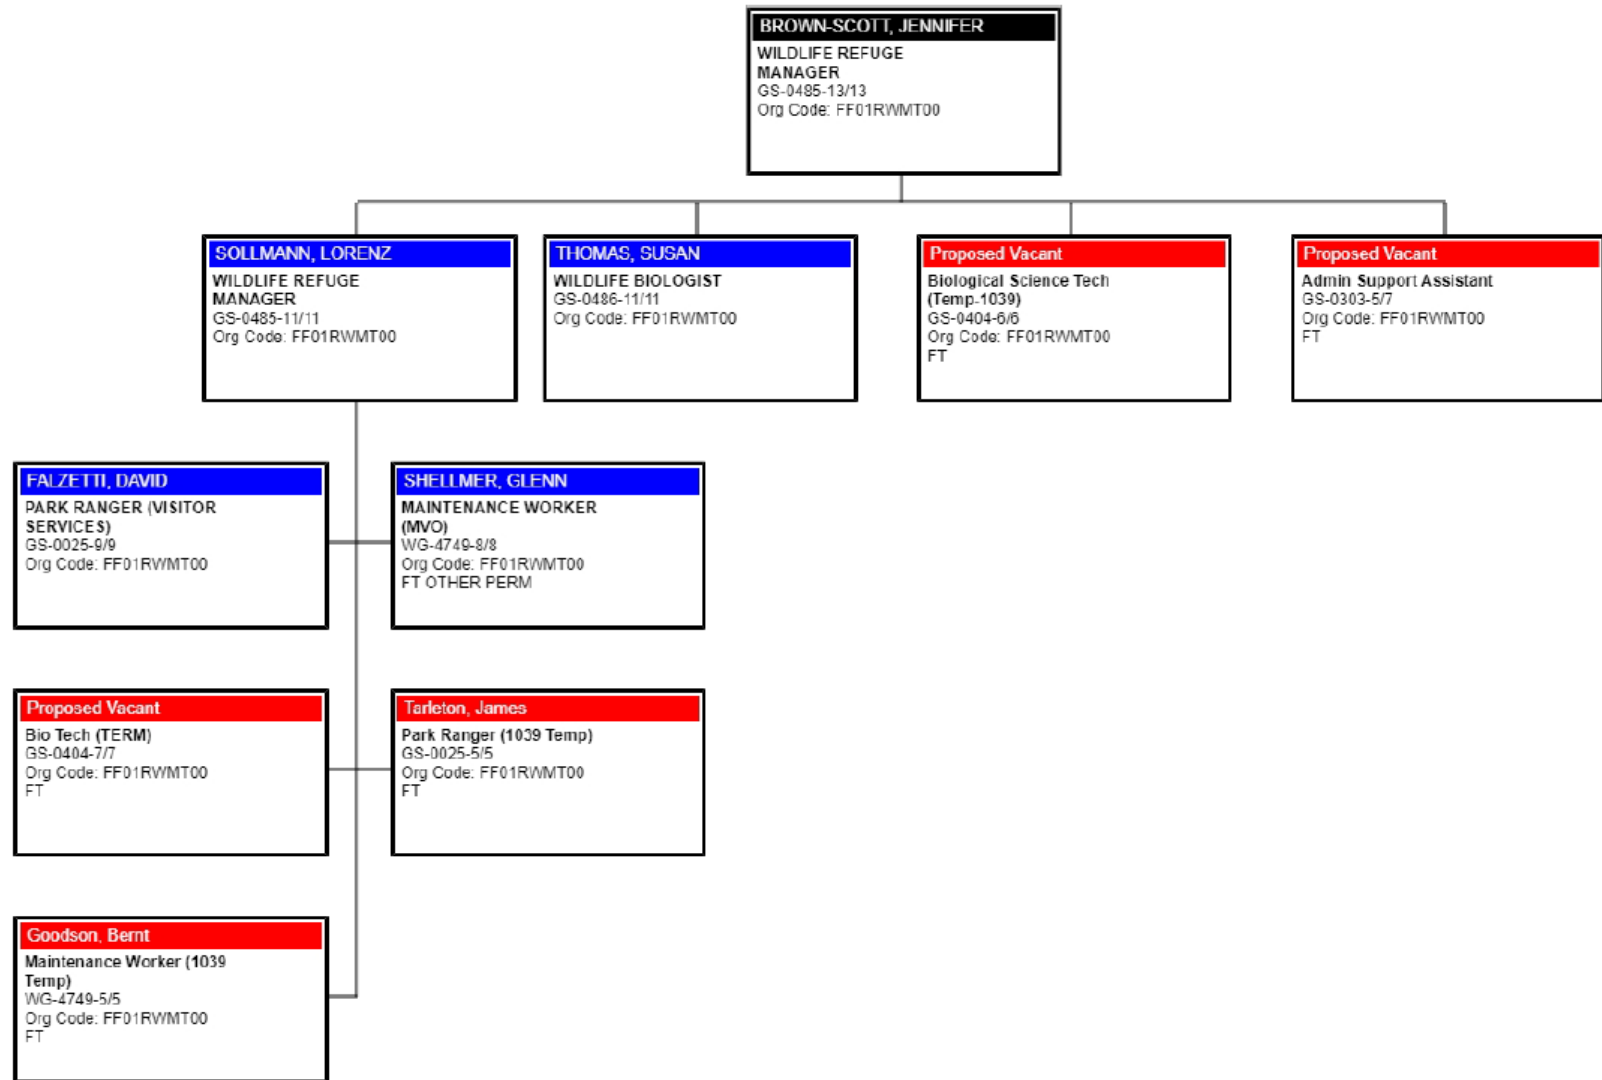 BROWN-SCOTT, JENNIFER
WILDLIFE REFUGE
MANAGER
GS-0485-13/13
Org Code: FF01RWMT00
SOLLMANN, LORENZ
WILDLIFE REFUGE
MANAGER
GS-0485-11/11
Org Code: FF01RWMT00
THOMAS, SUSAN
WILDLIFE BIOLOGIST
GS-0486-11/11
Org Code: FF01RWMT00
Proposed Vacant
Biological Science Tech
(Temp-1039)
GS-0404-6/6
Org Code: FF01RWMT00
FT
Proposed Vacant
Admin Support Assistant
GS-0303-5/7
Org Code: FF01RWMT00
FT
FALZETTI, DAVID
PARK RANGER (VISITOR
SERVICES)
GS-0025-9/9
Org Code: FF01RWMT00
SHELLMER, GLENN
MAINTENANCE WORKER
(MVO)
WG-4749-8/8
Org Code: FF01RWMT00
FT OTHER PERM
Proposed Vacant
Bio Tech (TERM)
GS-0404-7/7
Org Code: FF01RWMT00
FT
Tarleton, James
Park Ranger (1039 Temp)
GS-0025-5/5
Org Code: FF01RWMT00
FT
Goodson, Bernt
Maintenance Worker (1039
Temp)
WG-4749-5/5
Org Code: FF01RWMT00
FT